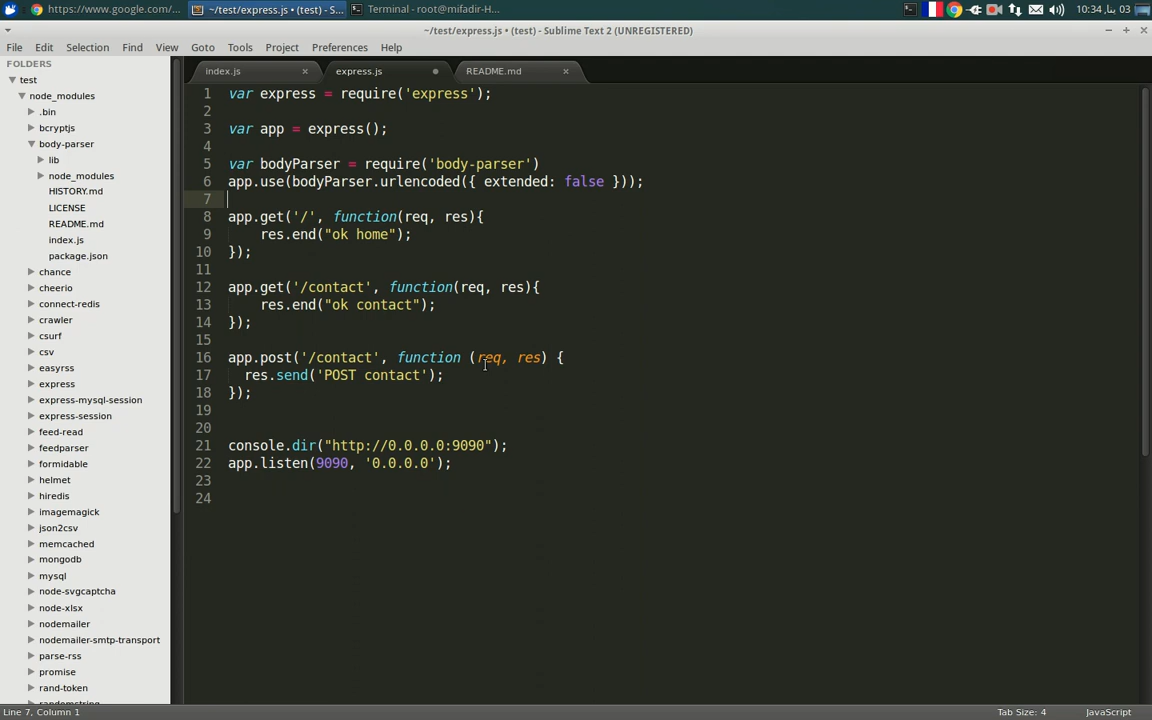 https://www.google.com/...
~/test/express.js • (test) - S...
Terminal - root@mifadir-H...
03 ينا, 10:34
~/test/express.js • (test) - Sublime Text 2 (UNREGISTERED)
File Edit Selection Find View Goto Tools Project Preferences Help
FOLDERS
test
node_modules
.bin
bcryptjs
body-parser
lib
node_modules
HISTORY.md
LICENSE
README.md
index.js
package.json
chance
cheerio
connect-redis
crawler
csurf
csv
easyrss
express
express-mysql-session
express-session
feed-read
feedparser
formidable
helmet
hiredis
imagemagick
json2csv
memcached
mongodb
mysql
node-svgcaptcha
node-xlsx
nodemailer
nodemailer-smtp-transport
parse-rss
promise
rand-token
randomstring
index.js × express.js • README.md ×
1 var express = require('express');
2
3 var app = express();
4
5 var bodyParser = require('body-parser')
6 app.use(bodyParser.urlencoded({ extended: false }));
7
8 app.get('/', function(req, res){
9     res.end("ok home");
10 });
11
12 app.get('/contact', function(req, res){
13     res.end("ok contact");
14 });
15
16 app.post('/contact', function (req, res) {
17   res.send('POST contact');
18 });
19
20
21 console.dir("http://0.0.0.0:9090");
22 app.listen(9090, '0.0.0.0');
23
24
Line 7, Column 1
Tab Size: 4
JavaScript